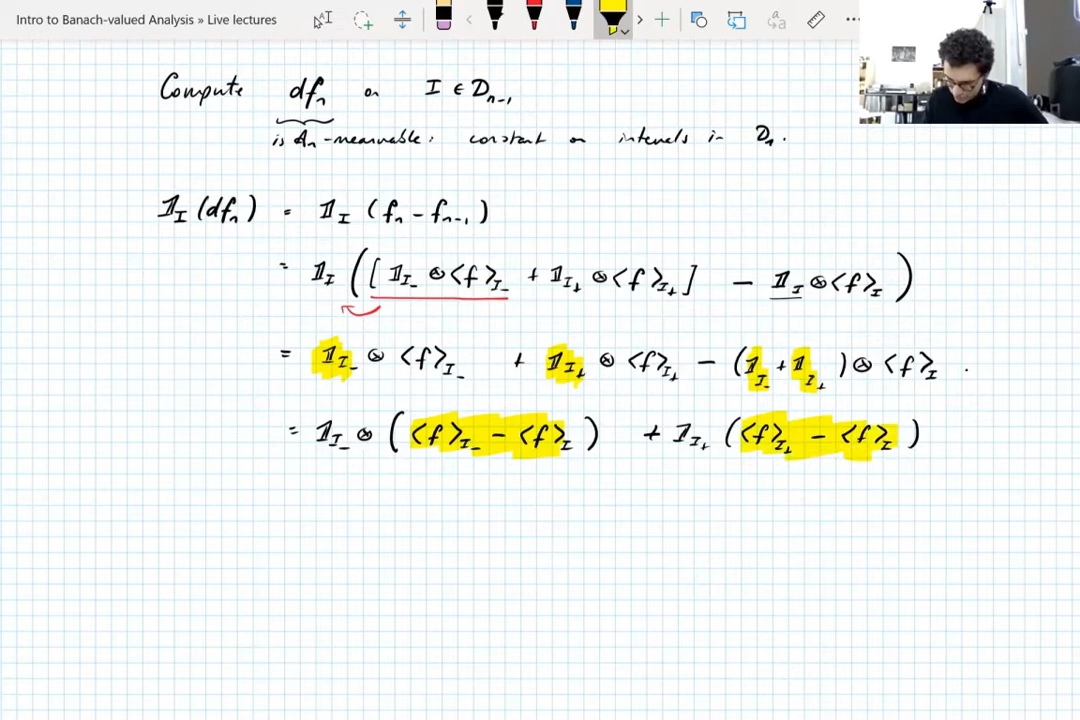 Intro to Banach-valued Analysis » Live lectures
Compute df_n on I ∈ D_{n-1}
is A_n-measurable: constant on intervals in D_n.
𝟙_I (df_n) = 𝟙_I (f_n - f_{n-1})
= 𝟙_I ([𝟙_{I_-} ⊗ <f>_{I_-} + 𝟙_{I_+} ⊗ <f>_{I_+}] - 𝟙_I ⊗ <f>_I)
= 𝟙_{I_-} ⊗ <f>_{I_-} + 𝟙_{I_+} ⊗ <f>_{I_+} - (𝟙_{I_-} + 𝟙_{I_+}) ⊗ <f>_I .
= 𝟙_{I_-} ⊗ (<f>_{I_-} - <f>_I) + 𝟙_{I_+} (<f>_{I_+} - <f>_I)